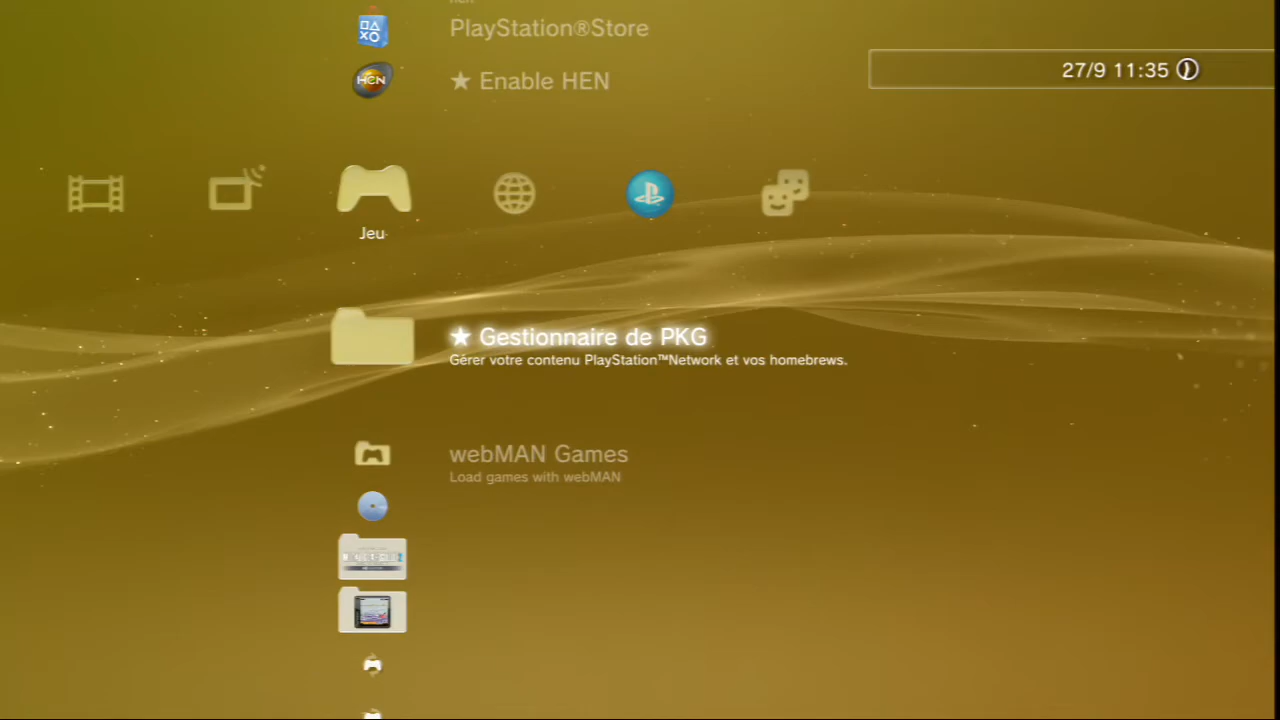 PlayStation®Store
HEN
★ Enable HEN
27/9 11:35
Jeu
★ Gestionnaire de PKG
Gérer votre contenu PlayStation™Network et vos homebrews.
webMAN Games
Load games with webMAN